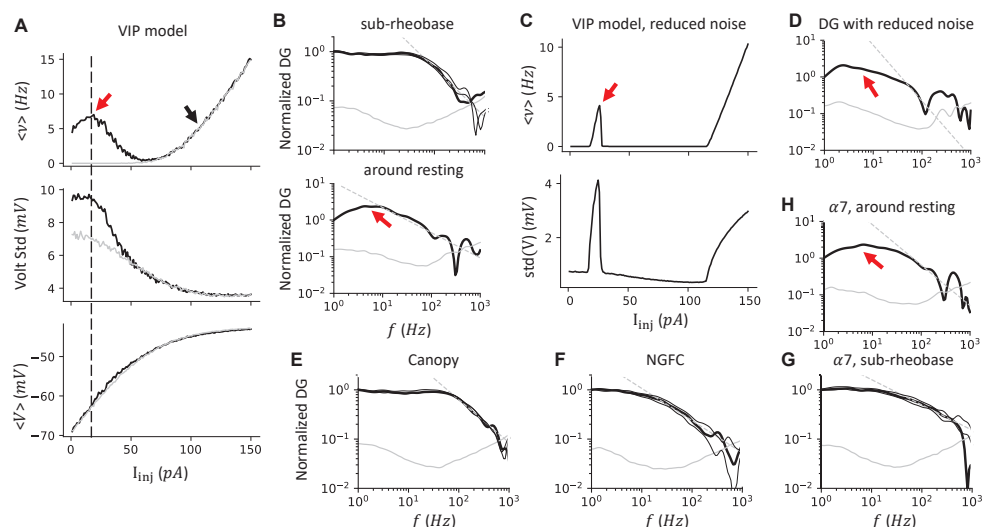 A
VIP model
<ν> (Hz)
15
10
5
0
Volt Std (mV)
8
6
4
<V> (mV)
−50
−60
−70
0
50
100
150
I_inj (pA)
B
sub-rheobase
Normalized DG
10^0
10^-1
10^-2
around resting
Normalized DG
10^1
10^0
10^-1
10^-2
10^0 10^1 10^2 10^3
f (Hz)
C
VIP model, reduced noise
<ν> (Hz)
10
5
0
std(V) (mV)
4
2
0
50
100
150
I_inj (pA)
D
DG with reduced noise
10^1
10^0
10^-1
10^-2
10^0 10^1 10^2 10^3
H
α7, around resting
10^1
10^0
10^-1
10^-2
10^0 10^1 10^2 10^3
E
Canopy
Normalized DG
10^0
10^-1
10^-2
10^0 10^1 10^2 10^3
f (Hz)
F
NGFC
10^0
10^-1
10^-2
10^0 10^1 10^2 10^3
f (Hz)
G
α7, sub-rheobase
10^0
10^-1
10^-2
10^0 10^1 10^2 10^3
f (Hz)